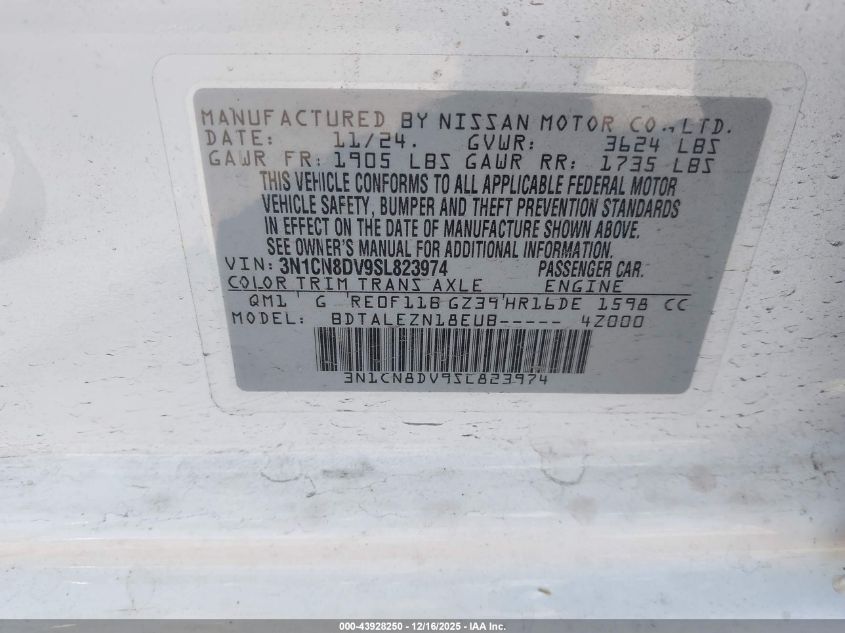 MANUFACTURED BY NISSAN MOTOR CO.,LTD.
DATE: 11/24. GVWR: 3624 LBS
GAWR FR: 1905 LBS GAWR RR: 1735 LBS
THIS VEHICLE CONFORMS TO ALL APPLICABLE FEDERAL MOTOR
VEHICLE SAFETY, BUMPER AND THEFT PREVENTION STANDARDS
IN EFFECT ON THE DATE OF MANUFACTURE SHOWN ABOVE.
SEE OWNER'S MANUAL FOR ADDITIONAL INFORMATION.
VIN: 3N1CN8DV9SL823974 PASSENGER CAR.
COLOR TRIM TRANS AXLE ENGINE
QM1 G RE0F11B GZ39 HR16DE 1598 CC
MODEL: BDTALEZN18EUB----- 4Z000
3N1CN8DV9SL823974
000-43928250 - 12/16/2025 - IAA Inc.